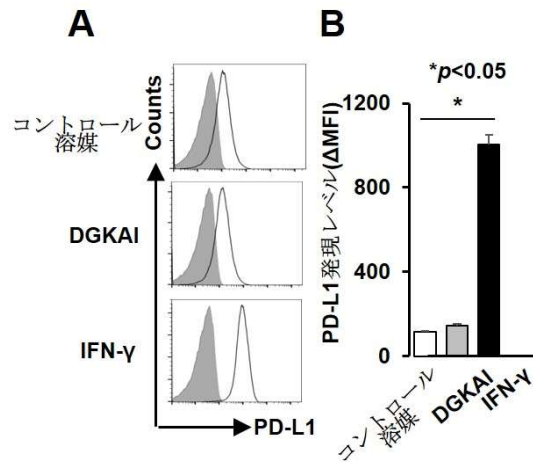 A
コントロール
溶媒
Counts
DGKAI
IFN-γ
PD-L1
B
*p<0.05
*
PD-L1発現レベル(ΔMFI)
1200
800
400
0
コントロール
溶媒
DGKAI
IFN-γ